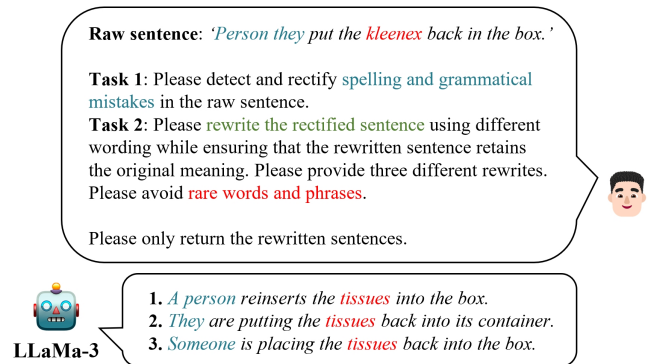 Raw sentence: ‘Person they put the kleenex back in the box.’
Task 1: Please detect and rectify spelling and grammatical
mistakes in the raw sentence.
Task 2: Please rewrite the rectified sentence using different
wording while ensuring that the rewritten sentence retains
the original meaning. Please provide three different rewrites.
Please avoid rare words and phrases.
Please only return the rewritten sentences.
1. A person reinserts the tissues into the box.
2. They are putting the tissues back into its container.
3. Someone is placing the tissues back into the box.
LLaMa-3